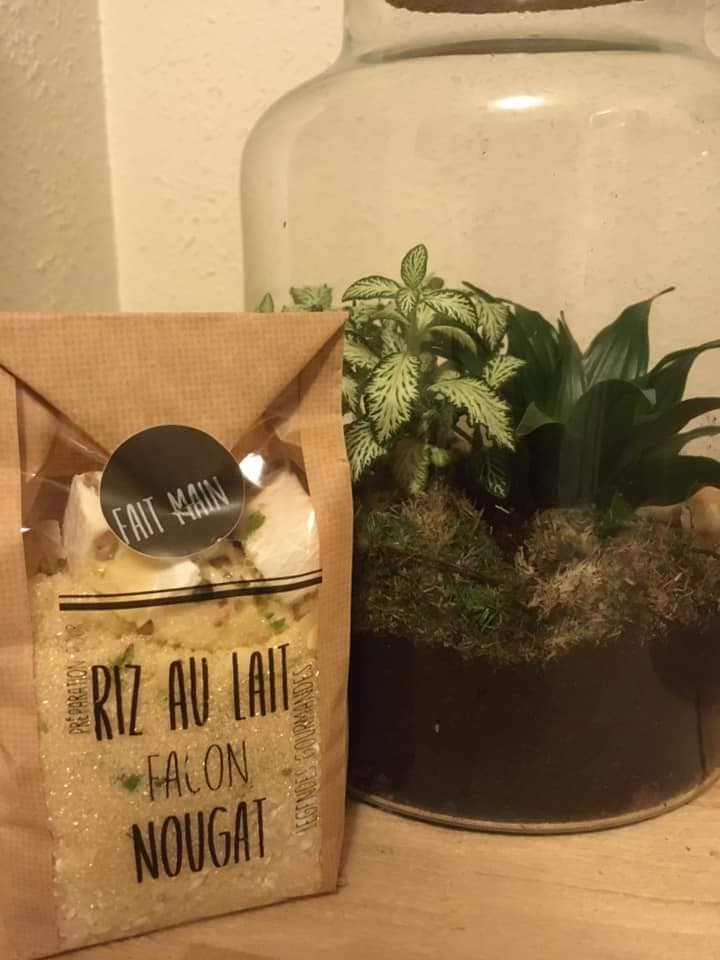 FAIT MAIN
PRÉPARATION POUR
RIZ AU LAIT
FAÇON
NOUGAT
LÉGENDES GOURMANDES